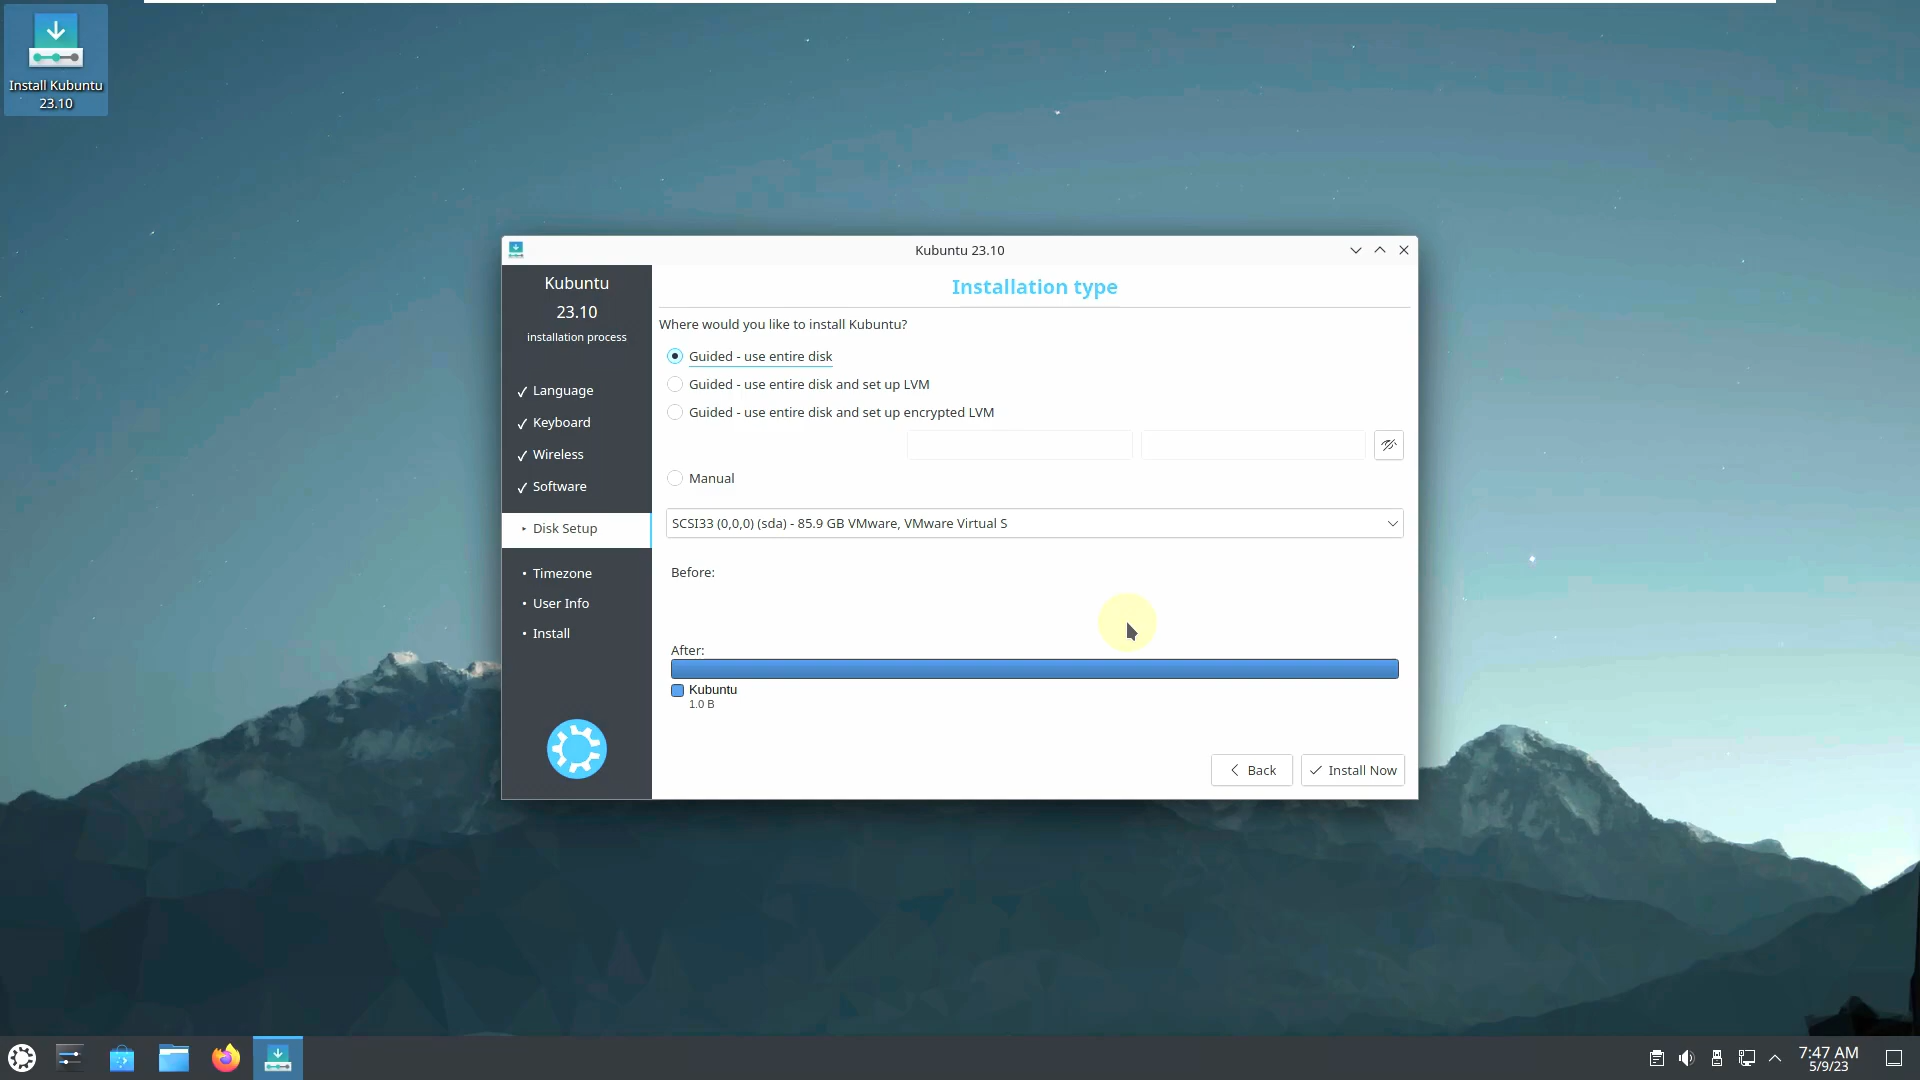 Install Kubuntu
23.10
Kubuntu 23.10
Kubuntu
23.10
installation process
Language
Keyboard
Wireless
Software
Disk Setup
Timezone
User Info
Install
Installation type
Where would you like to install Kubuntu?
Guided - use entire disk
Guided - use entire disk and set up LVM
Guided - use entire disk and set up encrypted LVM
Manual
SCSI33 (0,0,0) (sda) - 85.9 GB VMware, VMware Virtual S
Before:
After:
Kubuntu
1.0 B
Back
Install Now
7:47 AM
5/9/23